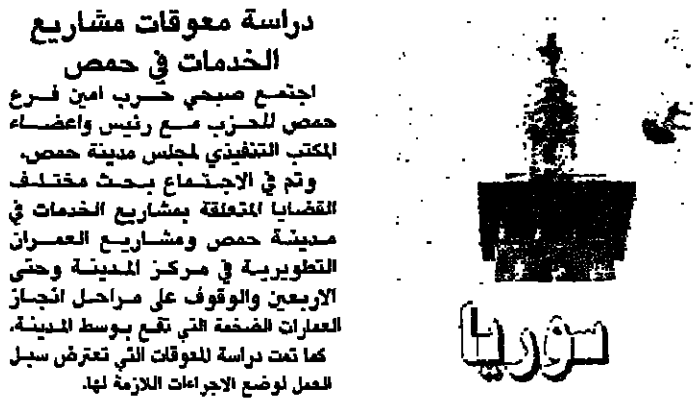 دراسة معوقات مشاريع
الخدمات في حمص
اجتمع صبحي حرب امين فرع
حمص للحزب مع رئيس واعضاء
المكتب التنفيذي لمجلس مدينة حمص.
وتم في الاجتماع بحث مختلف
القضايا المتعلقة بمشاريع الخدمات في
مدينة حمص ومشاريع العمران
التطويرية في مركز المدينة وحتى
الاربعين والوقوف على مراحل انجاز
العمارات الضخمة التي تقع بوسط المدينة.
كما تمت دراسة للعوقات التي تعترض سبل
العمل لوضع الاجراءات اللازمة لها.
سوريا